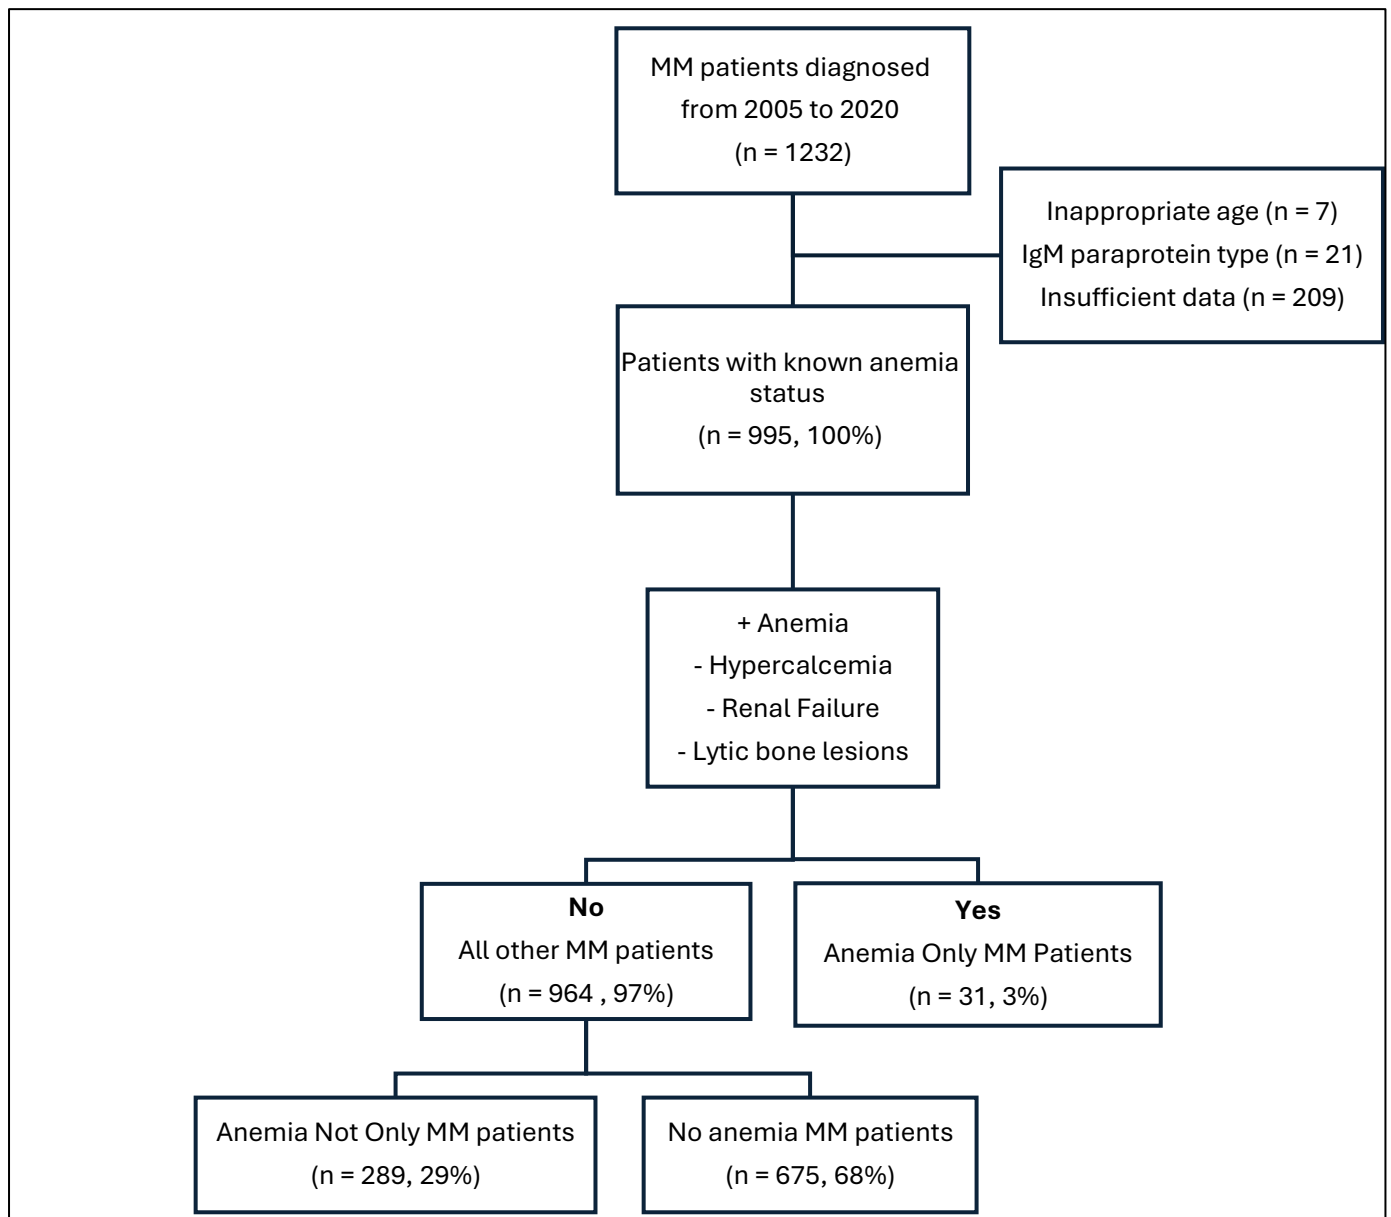 MM patients diagnosed
from 2005 to 2020
(n = 1232)
Inappropriate age (n = 7)
IgM paraprotein type (n = 21)
Insufficient data (n = 209)
Patients with known anemia
status
(n = 995, 100%)
+ Anemia
- Hypercalcemia
- Renal Failure
- Lytic bone lesions
No
All other MM patients
(n = 964 , 97%)
Yes
Anemia Only MM Patients
(n = 31, 3%)
Anemia Not Only MM patients
(n = 289, 29%)
No anemia MM patients
(n = 675, 68%)